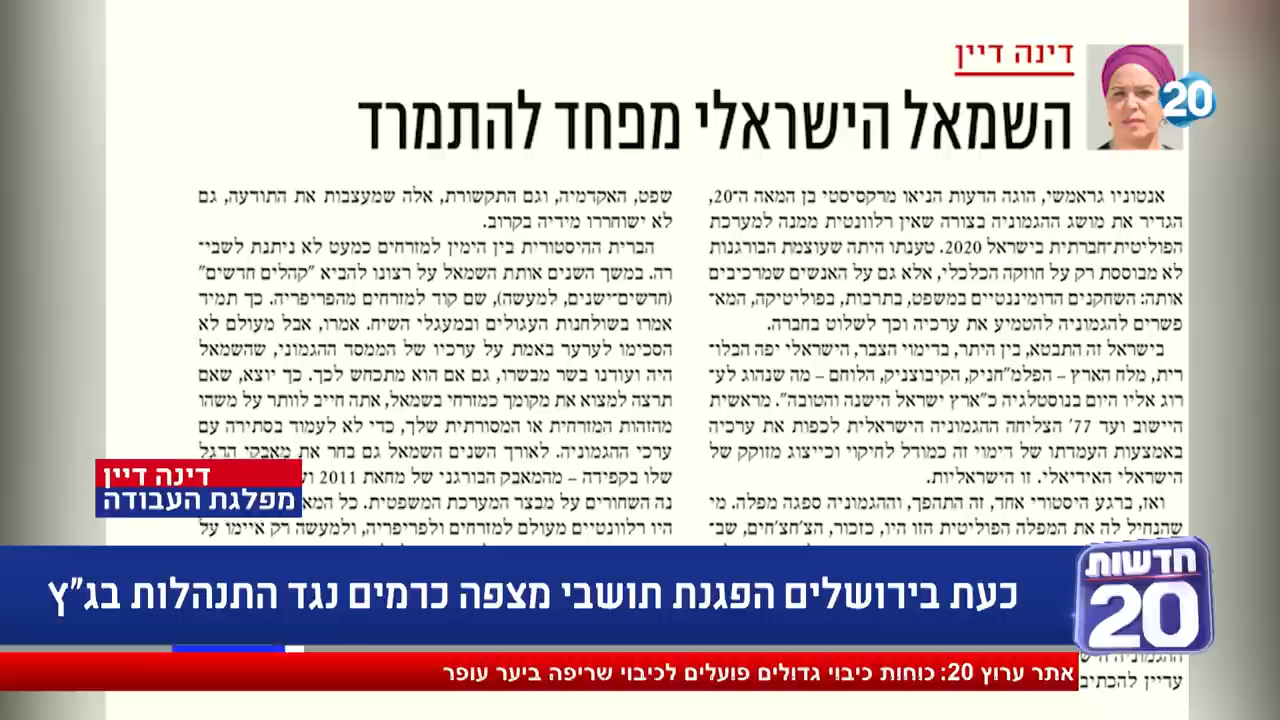 דינה דיין
20
השמאל הישראלי מפחד להתמרד
אנטוניו גראמשי, הוגה הדעות הניאו מרקסיסטי בן המאה ה־20,
הגדיר את מושג ההגמוניה בצורה שאין רלוונטית ממנה למערכת
הפוליטית־חברתית בישראל 2020. טענתו היתה שעוצמת הבורגנות
לא מבוססת רק על חוזקה הכלכלי, אלא גם על האנשים שמרכיבים
אותה: השחקנים הדומיננטיים במשפט, בתרבות, בפוליטיקה, המא־
פשרים להגמוניה להטמיע את ערכיה וכך לשלוט בחברה.
בישראל זה התבטא, בין היתר, בדימוי הצבר, הישראלי יפה הבלו־
רית, מלח הארץ – הפלמ"חניק, הקיבוצניק, הלוחם – מה שנהוג לע־
רוג אליו היום בנוסטלגיה כ"ארץ ישראל הישנה והטובה". מראשית
היישוב ועד 77' הצליחה ההגמוניה הישראלית לכפות את ערכיה
באמצעות העמדתו של דימוי זה כמודל לחיקוי וכייצוג מזוקק של
הישראלי האידיאלי. זו הישראליות.
ואז, ברגע היסטורי אחד, זה התהפך, וההגמוניה ספגה מפלה. מי
שהנחיל לה את המפלה הפוליטית הזו היו, כזכור, הצ'חצ'חים, שב־
שפט, האקדמיה, וגם התקשורת, אלה שמעצבות את התודעה, גם
לא ישוחררו מידיה בקרוב.
הברית ההיסטורית בין הימין למזרחים כמעט לא ניתנת לשבי־
רה. במשך השנים אותת השמאל על רצונו להביא "קהלים חדשים"
(חדשים־ישנים, למעשה), שם קוד למזרחים מהפריפריה. כך תמיד
אמרו בשולחנות העגולים ובמעגלי השיח. אמרו, אבל מעולם לא
הסכימו לערער באמת על ערכיו של הממסד ההגמוני, שהשמאל
היה ועודנו בשר מבשרו, גם אם הוא מתכחש לכך. כך יוצא, שאם
תרצה למצוא את מקומך כמזרחי בשמאל, אתה חייב לוותר על משהו
מהזהות המזרחית או המסורתית שלך, כדי לא לעמוד בסתירה עם
ערכי ההגמוניה. לאורך השנים השמאל גם בחר את מאבקי הרגל
שלו בקפידה – מהמאבק הבורגני של מחאת 2011
נה השחורים על מבצר המערכת המשפטית. כל
היו רלוונטיים מעולם למזרחים ולפריפריה, ולמעשה רק איימו על
דינה דיין
מפלגת העבודה
כעת בירושלים הפגנת תושבי מצפה כרמים נגד התנהלות בג"ץ
חדשות
20
עדיין להכתיב
אתר ערוץ 20: כוחות כיבוי גדולים פועלים לכיבוי שריפה ביער עופר